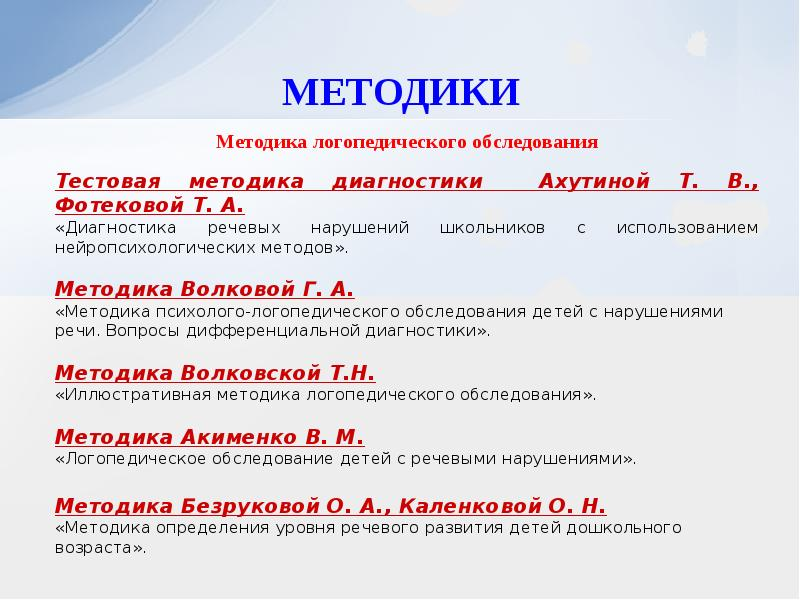 МЕТОДИКИ
Методика логопедического обследования
Тестовая методика диагностики Ахутиной Т. В.,
Фотековой Т. А.
«Диагностика речевых нарушений школьников с использованием
нейропсихологических методов».
Методика Волковой Г. А.
«Методика психолого-логопедического обследования детей с нарушениями
речи. Вопросы дифференциальной диагностики».
Методика Волковской Т.Н.
«Иллюстративная методика логопедического обследования».
Методика Акименко В. М.
«Логопедическое обследование детей с речевыми нарушениями».
Методика Безруковой О. А., Каленковой О. Н.
«Методика определения уровня речевого развития детей дошкольного
возраста».